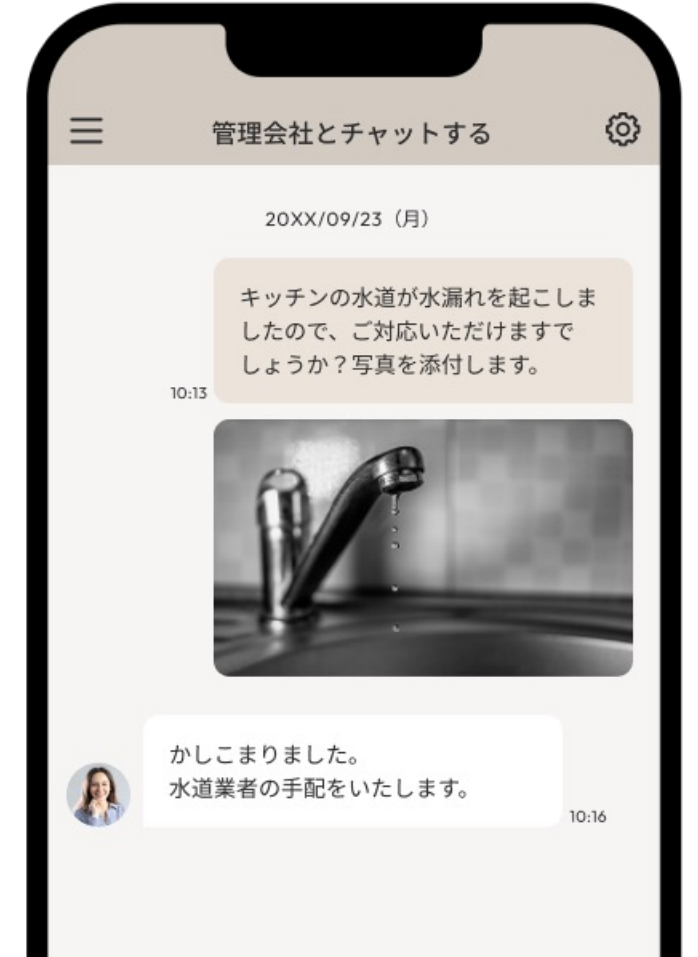 管理会社とチャットする
20XX/09/23（月）
キッチンの水道が水漏れを起こしま
したので、ご対応いただけますで
しょうか？写真を添付します。
10:13
かしこまりました。
水道業者の手配をいたします。
10:16